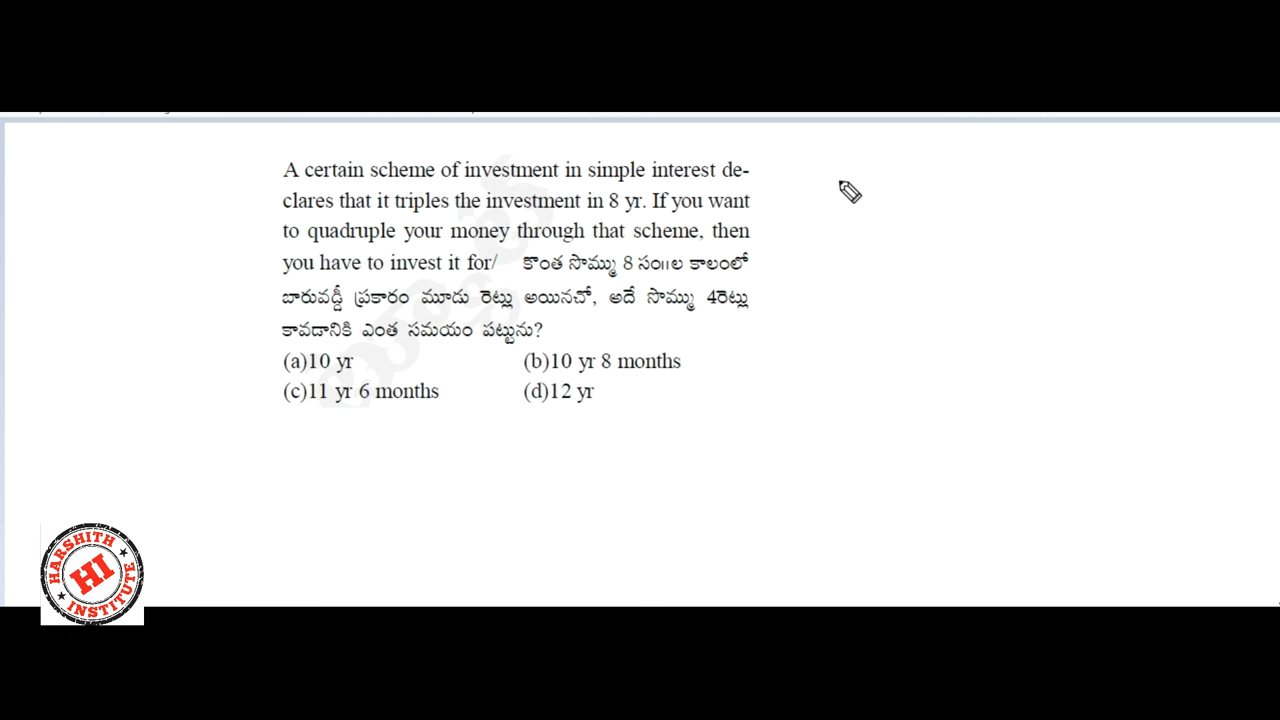 A certain scheme of investment in simple interest de-
clares that it triples the investment in 8 yr. If you want
to quadruple your money through that scheme, then
you have to invest it for/ కొంత సొమ్ము 8 సం॥ల కాలంలో
బారువడ్డీ ప్రకారం మూడు రెట్లు అయినచో, అదే సొమ్ము 4రెట్లు
కావడానికి ఎంత సమయం పట్టును?
(a)10 yr (b)10 yr 8 months
(c)11 yr 6 months (d)12 yr
HARSHITH
HI
INSTITUTE